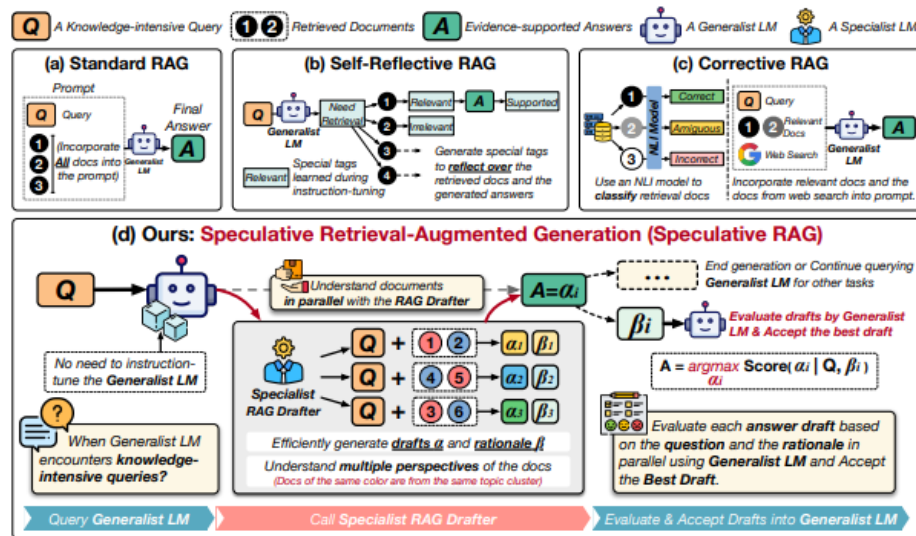 Q A Knowledge-intensive Query 1 2 Retrieved Documents A Evidence-supported Answers A Generalist LM A Specialist LM
(a) Standard RAG
Prompt
Q Query
1
2
3
(Incorporate
All docs into
the prompt)
Generalist
LM
Final
Answer
A
(b) Self-Reflective RAG
Q
Generalist
LM
Need
Retrieval
1 Relevant A Supported
2 Irrelevant
3
4
Relevant
Special tags
learned during
instruction-tuning
Generate special tags
to reflect over the
retrieved docs and the
generated answers
(c) Corrective RAG
1
2
3
NLI Model
Correct
Amiguous
Incorrect
Use an NLI model to
classify retrieval docs
Q Query
1 2 Relevant
Docs
G Web Search
Generalist
LM
A
Incorporate relevant docs and the
docs from web search into prompt.
(d) Ours: Speculative Retrieval-Augmented Generation (Speculative RAG)
Q
No need to instruction-
tune the Generalist LM
?
When Generalist LM
encounters knowledge-
intensive queries?
Understand documents
in parallel with the RAG Drafter
Specialist
RAG Drafter
Q + 1 2 α1 β1
Q + 4 5 α2 β2
Q + 3 6 α3 β3
Efficiently generate drafts α and rationale β
Understand multiple perspectives of the docs
(Docs of the same color are from the same topic cluster)
A=αi
...
End generation or Continue querying
Generalist LM for other tasks
βi
Evaluate drafts by Generalist
LM & Accept the best draft
A = argmax Score(αi | Q, βi)
αi
Evaluate each answer draft based
on the question and the rationale in
parallel using Generalist LM and Accept
the Best Draft.
Query Generalist LM
Call Specialist RAG Drafter
Evaluate & Accept Drafts into Generalist LM